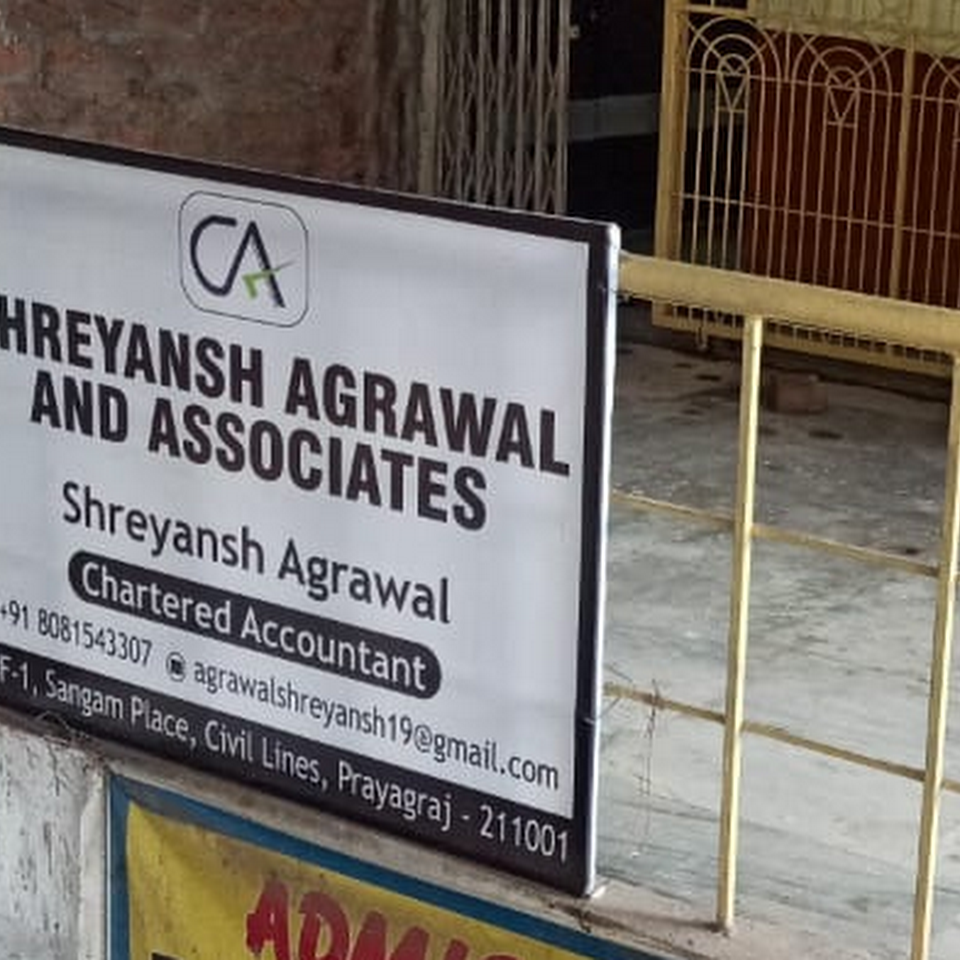 CA
HREYANSH AGRAWAL
AND ASSOCIATES
Shreyansh Agrawal
Chartered Accountant
+91 8081543307 agrawalshreyansh19@gmail.com
F-1, Sangam Place, Civil Lines, Prayagraj - 211001